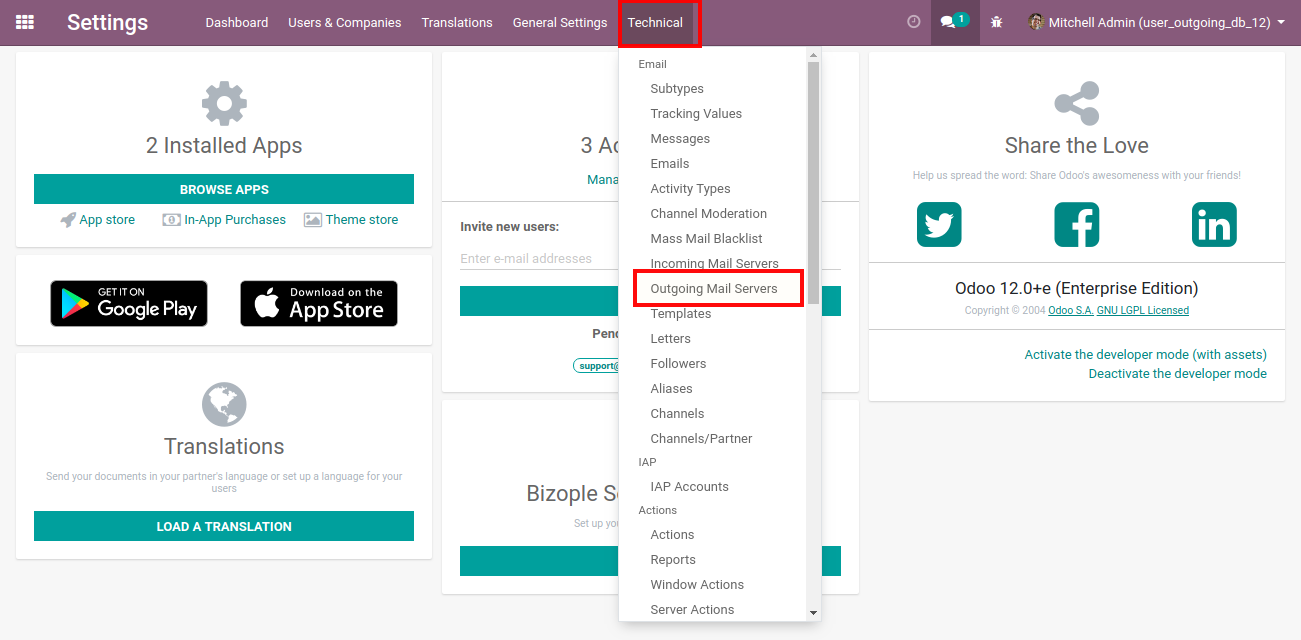 Settings
Dashboard Users & Companies Translations General Settings Technical
1
Mitchell Admin (user_outgoing_db_12)
2 Installed Apps
BROWSE APPS
App store In-App Purchases Theme store
GET IT ON
Google Play
Download on the
App Store
Translations
Send your documents in your partner's language or set up a language for your
users
LOAD A TRANSLATION
3 Ac
Mana
Invite new users:
Enter e-mail addresses
Pend
support@
Bizople Se
Set up you
Email
Subtypes
Tracking Values
Messages
Emails
Activity Types
Channel Moderation
Mass Mail Blacklist
Incoming Mail Servers
Outgoing Mail Servers
Templates
Letters
Followers
Aliases
Channels
Channels/Partner
IAP
IAP Accounts
Actions
Actions
Reports
Window Actions
Server Actions
Share the Love
Help us spread the word: Share Odoo's awesomeness with your friends!
in
Odoo 12.0+e (Enterprise Edition)
Copyright © 2004 Odoo S.A. GNU LGPL Licensed
Activate the developer mode (with assets)
Deactivate the developer mode